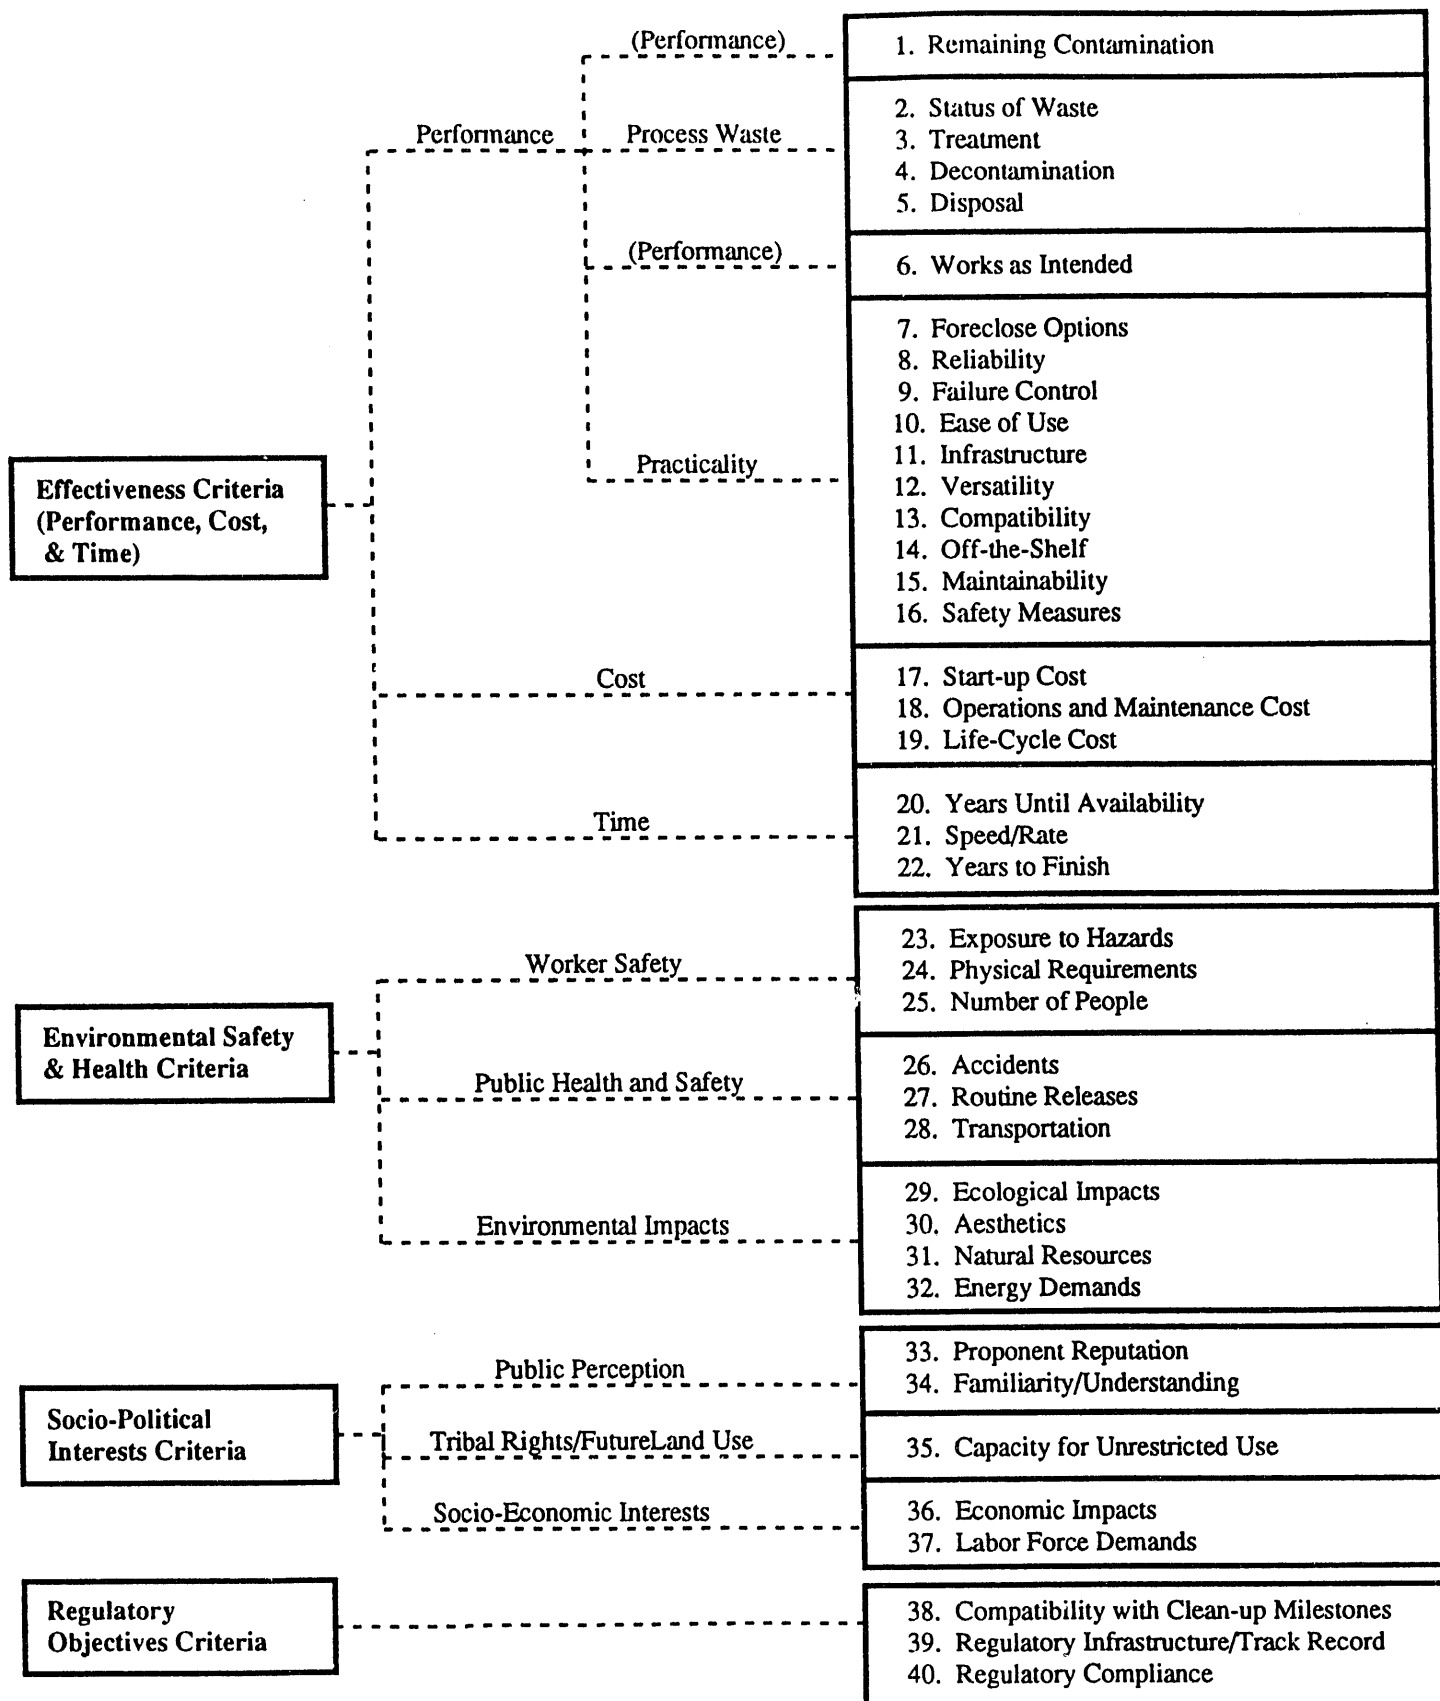 (Performance)
1. Remaining Contamination
Performance
Process Waste
2. Status of Waste
3. Treatment
4. Decontamination
5. Disposal
(Performance)
6. Works as Intended
Practicality
7. Foreclose Options
8. Reliability
9. Failure Control
10. Ease of Use
11. Infrastructure
12. Versatility
13. Compatibility
14. Off-the-Shelf
15. Maintainability
16. Safety Measures
Effectiveness Criteria
(Performance, Cost,
& Time)
Cost
17. Start-up Cost
18. Operations and Maintenance Cost
19. Life-Cycle Cost
Time
20. Years Until Availability
21. Speed/Rate
22. Years to Finish
Worker Safety
23. Exposure to Hazards
24. Physical Requirements
25. Number of People
Environmental Safety
& Health Criteria
Public Health and Safety
26. Accidents
27. Routine Releases
28. Transportation
Environmental Impacts
29. Ecological Impacts
30. Aesthetics
31. Natural Resources
32. Energy Demands
Public Perception
33. Proponent Reputation
34. Familiarity/Understanding
Socio-Political
Interests Criteria
Tribal Rights/FutureLand Use
35. Capacity for Unrestricted Use
Socio-Economic Interests
36. Economic Impacts
37. Labor Force Demands
Regulatory
Objectives Criteria
38. Compatibility with Clean-up Milestones
39. Regulatory Infrastructure/Track Record
40. Regulatory Compliance